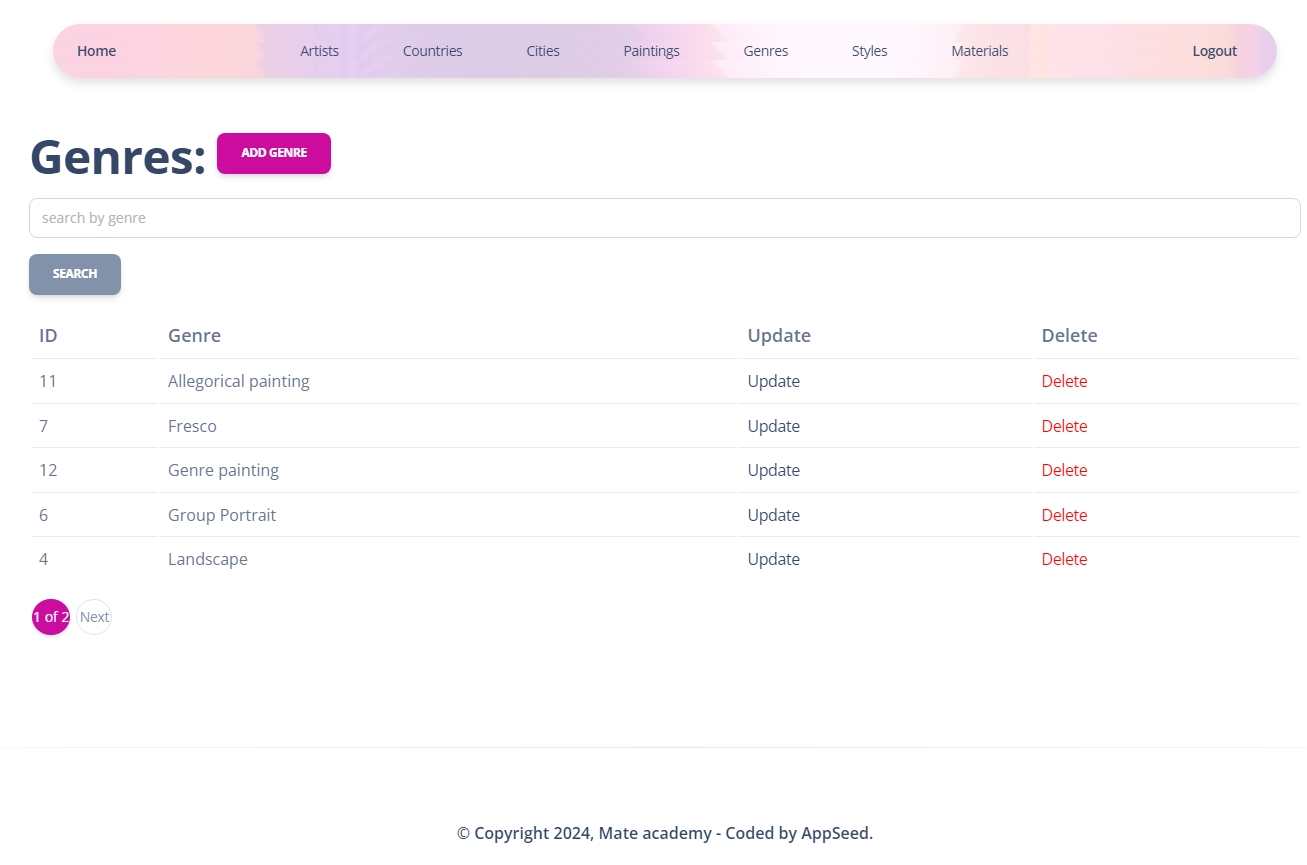 Home Artists Countries Cities Paintings Genres Styles Materials Logout
Genres: ADD GENRE
search by genre
SEARCH
ID Genre Update Delete
11 Allegorical painting Update Delete
7 Fresco Update Delete
12 Genre painting Update Delete
6 Group Portrait Update Delete
4 Landscape Update Delete
1 of 2 Next
© Copyright 2024, Mate academy - Coded by AppSeed.